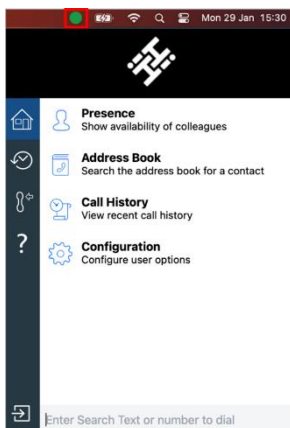 Mon 29 Jan 15:30
Presence
Show availability of colleagues
Address Book
Search the address book for a contact
Call History
View recent call history
Configuration
Configure user options
?
Enter Search Text or number to dial